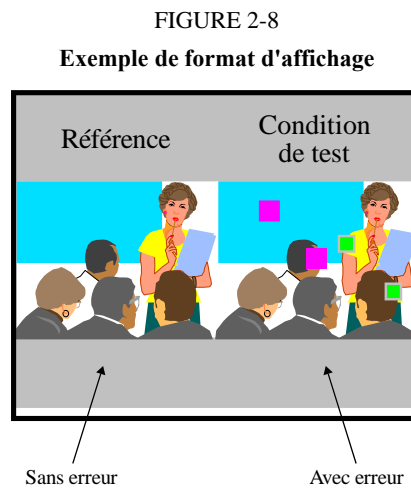 FIGURE 2-8
Exemple de format d'affichage
Référence
Condition
de test
Sans erreur
Avec erreur